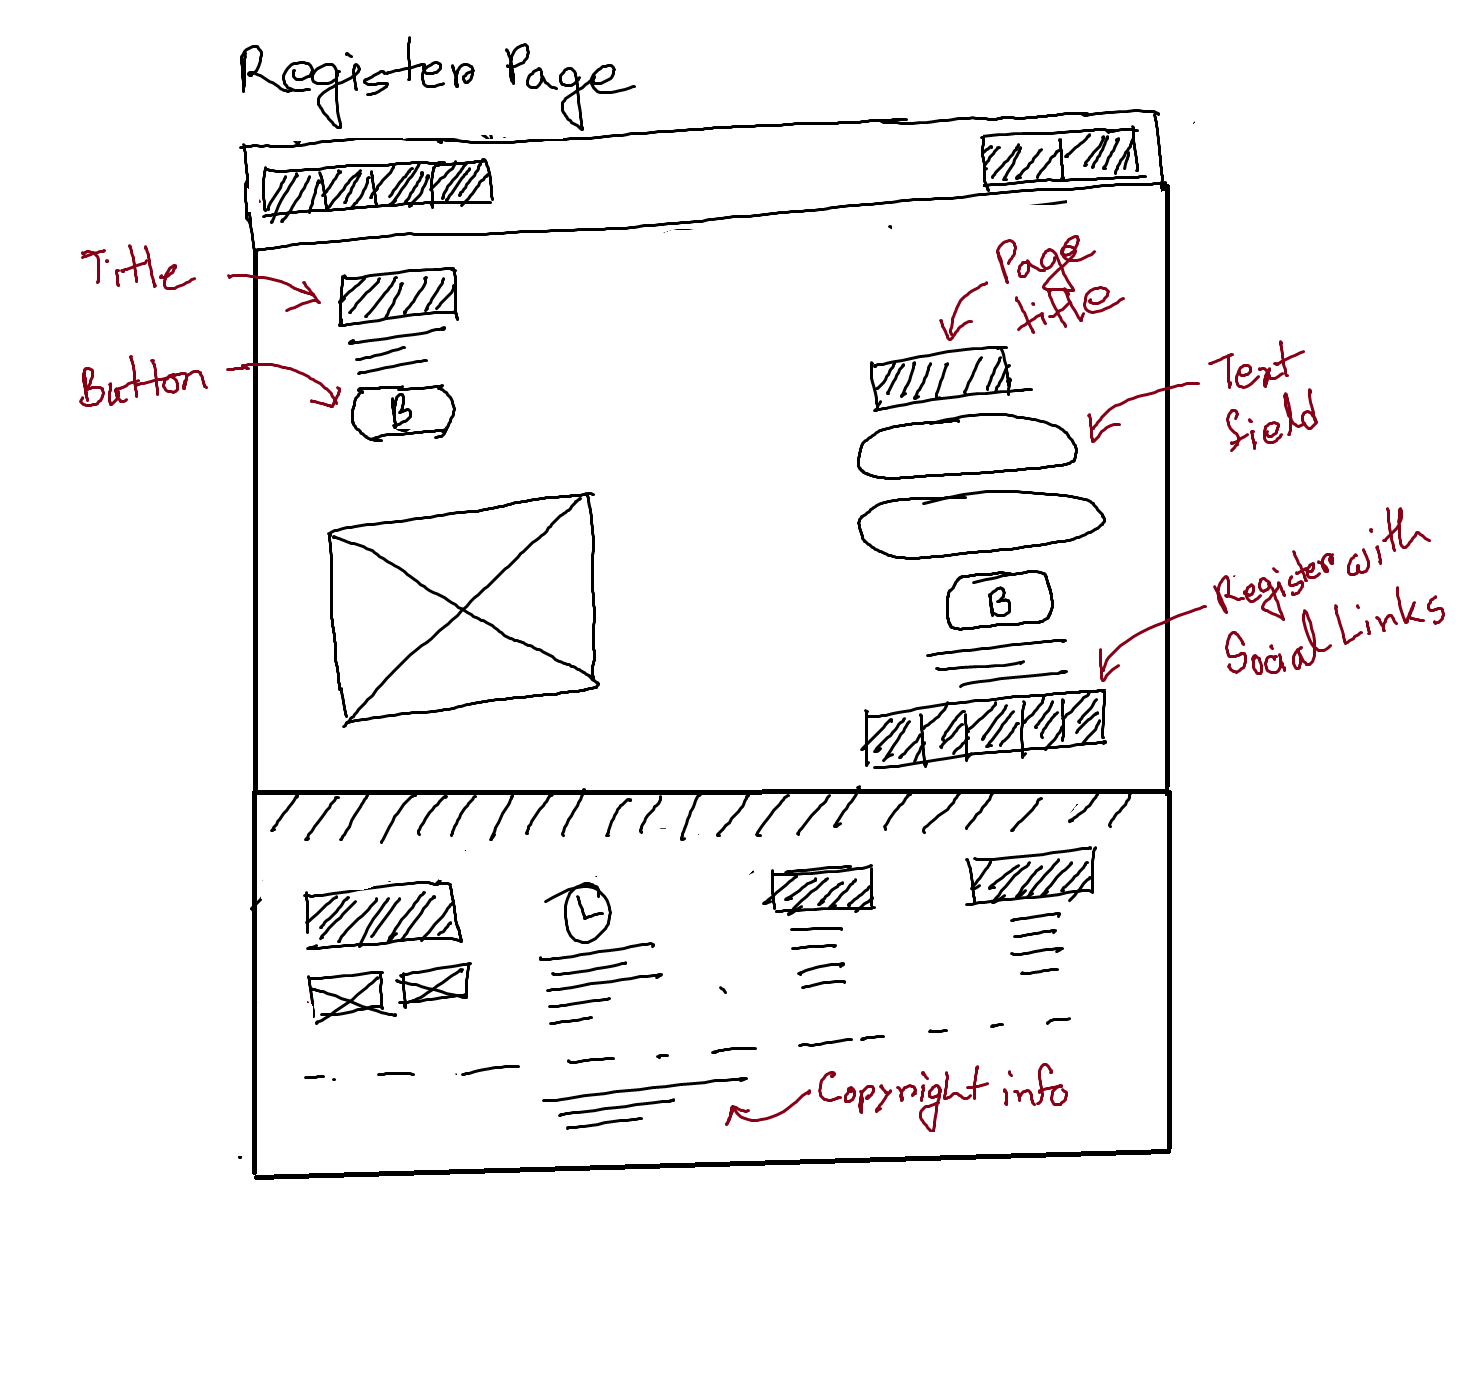 Register Page
Title
Page
title
Button
B
Text
field
B
Register with
Social Links
Copyright info